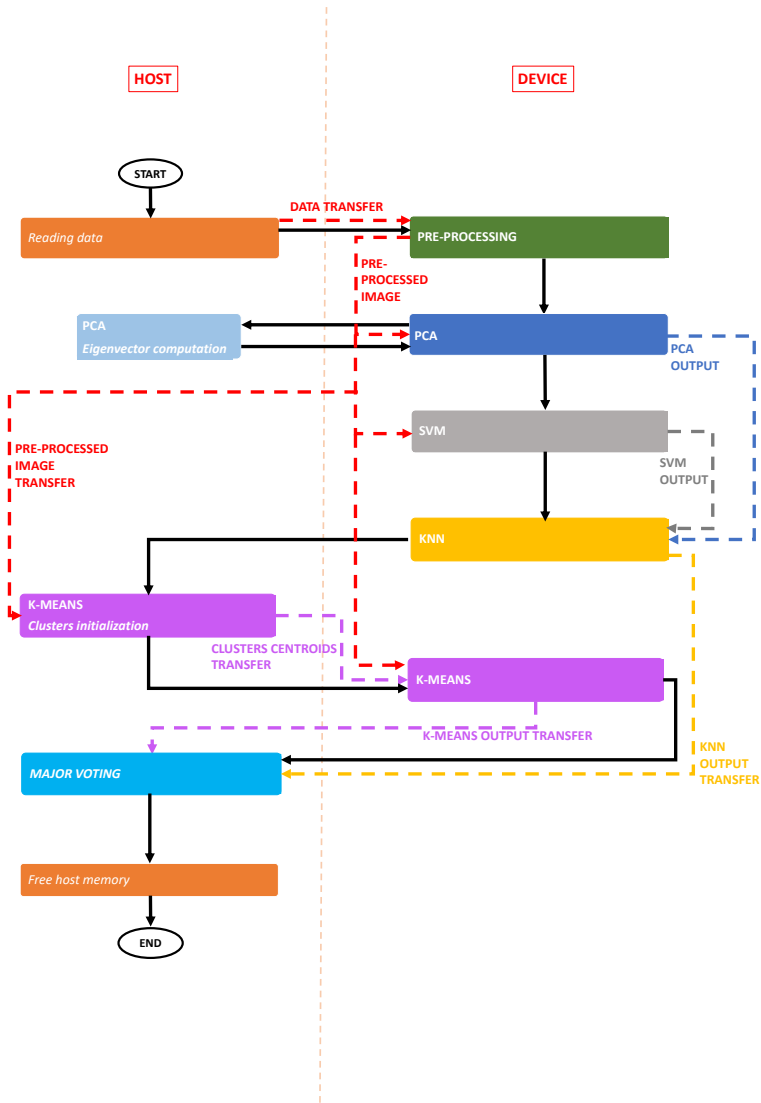 HOST
DEVICE
START
DATA TRANSFER
Reading data
PRE-PROCESSING
PRE-
PROCESSED
IMAGE
PCA
Eigenvector computation
PCA
PCA
OUTPUT
SVM
PRE-PROCESSED
IMAGE
TRANSFER
SVM
OUTPUT
KNN
K-MEANS
Clusters initialization
CLUSTERS CENTROIDS
TRANSFER
K-MEANS
K-MEANS OUTPUT TRANSFER
KNN
OUTPUT
TRANSFER
MAJOR VOTING
Free host memory
END